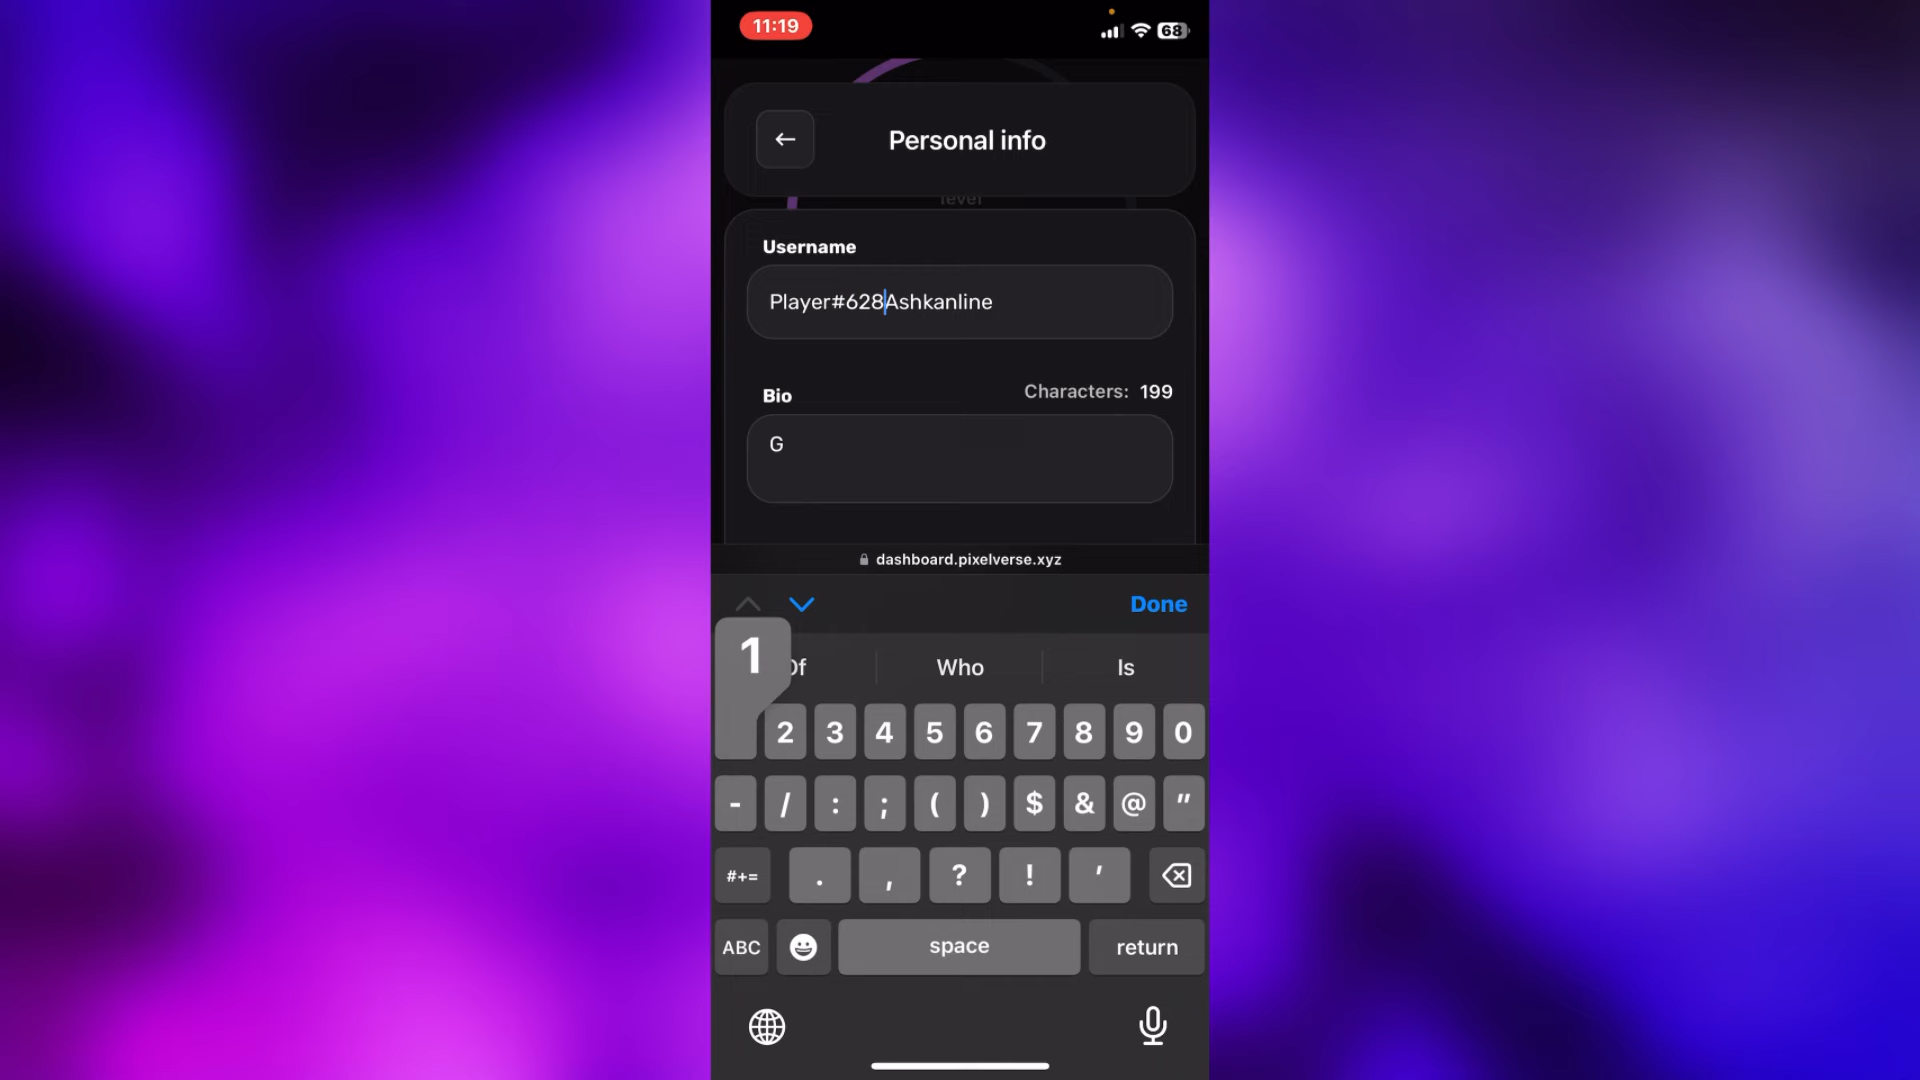 11:19
68
Personal info
level
Username
Player#628Ashkanline
Bio
Characters: 199
G
dashboard.pixelverse.xyz
Done
1
Of
Who
Is
2 3 4 5 6 7 8 9 0
- / : ; ( ) $ & @ "
#+= . , ? ! '
ABC
space
return